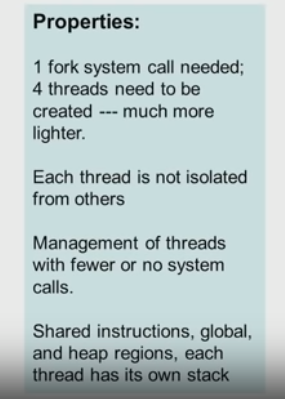 Properties:
1 fork system call needed;
4 threads need to be
created --- much more
lighter.
Each thread is not isolated
from others
Management of threads
with fewer or no system
calls.
Shared instructions, global,
and heap regions, each
thread has its own stack